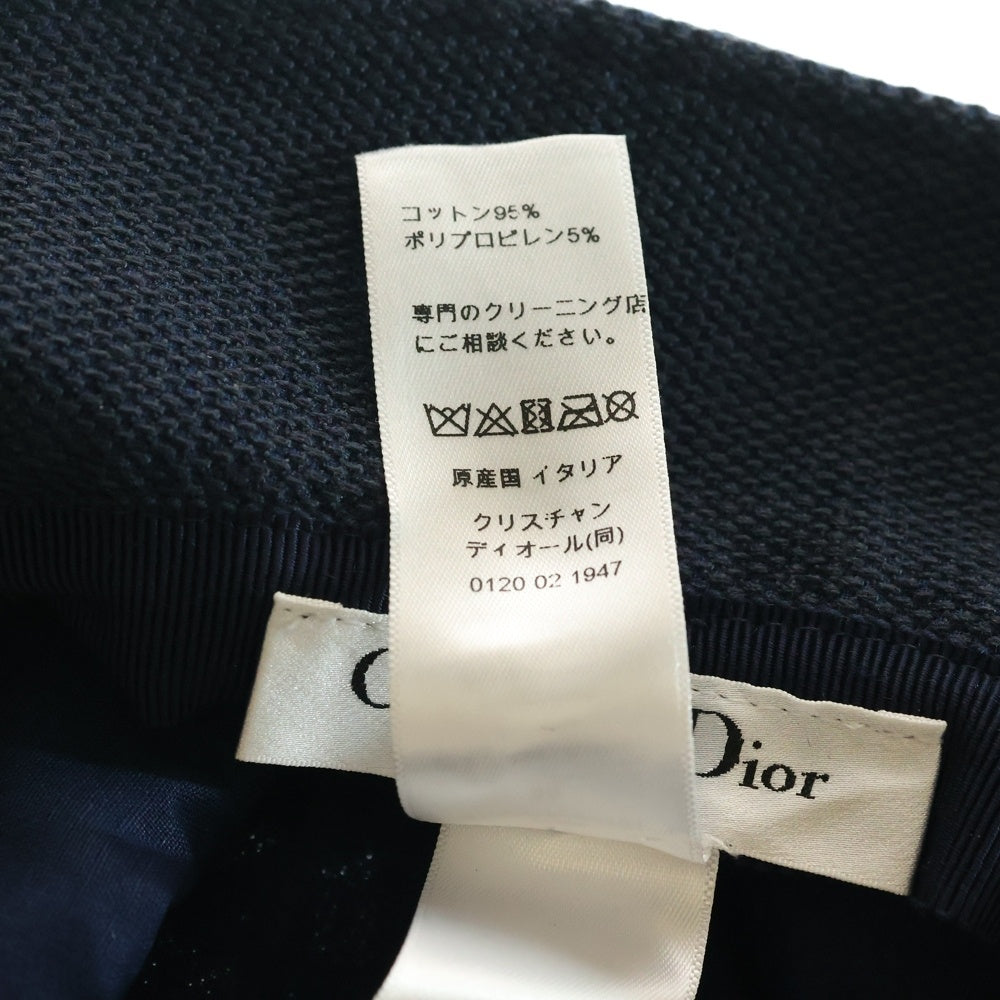 コットン95%
ポリプロピレン5%
専門のクリーニング店
にご相談ください。
原産国 イタリア
クリスチャン
ディオール(同)
0120 02 1947
Dior